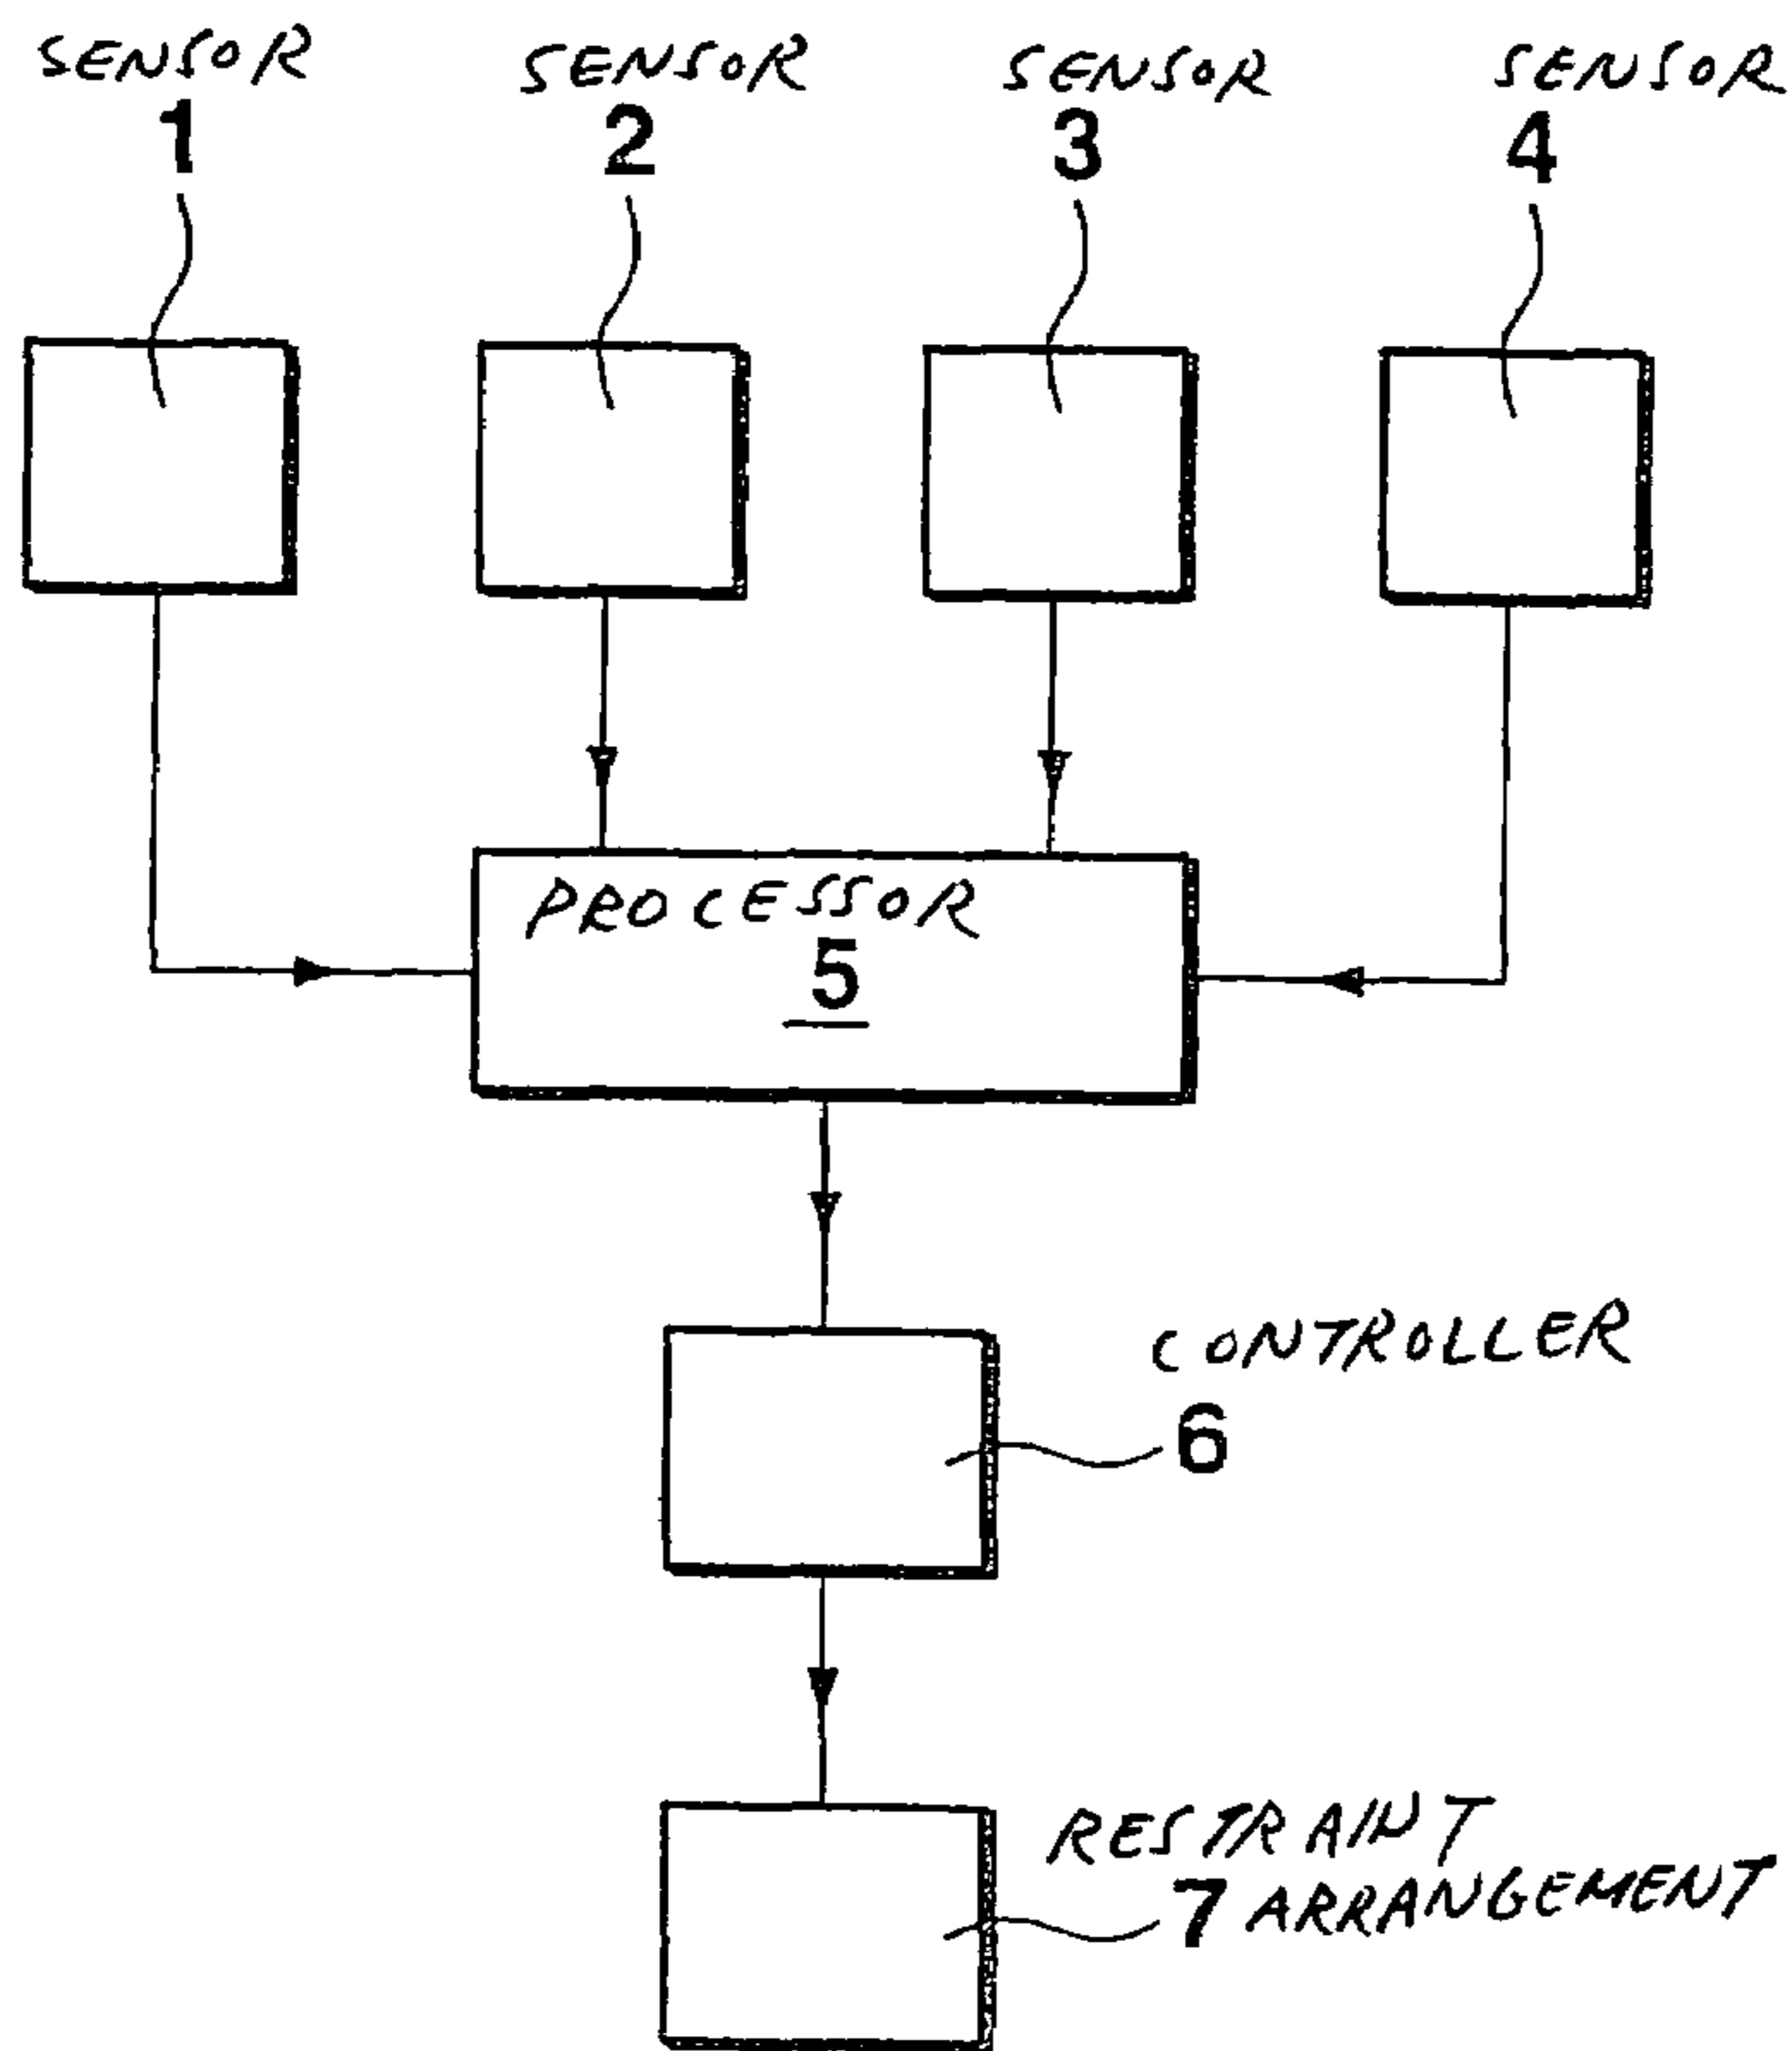 SENSOR SENSOR SENSOR SENSOR
1 2 3 4
PROCESSOR
5
CONTROLLER
6
RESTRAINT
7 ARRANGEMENT